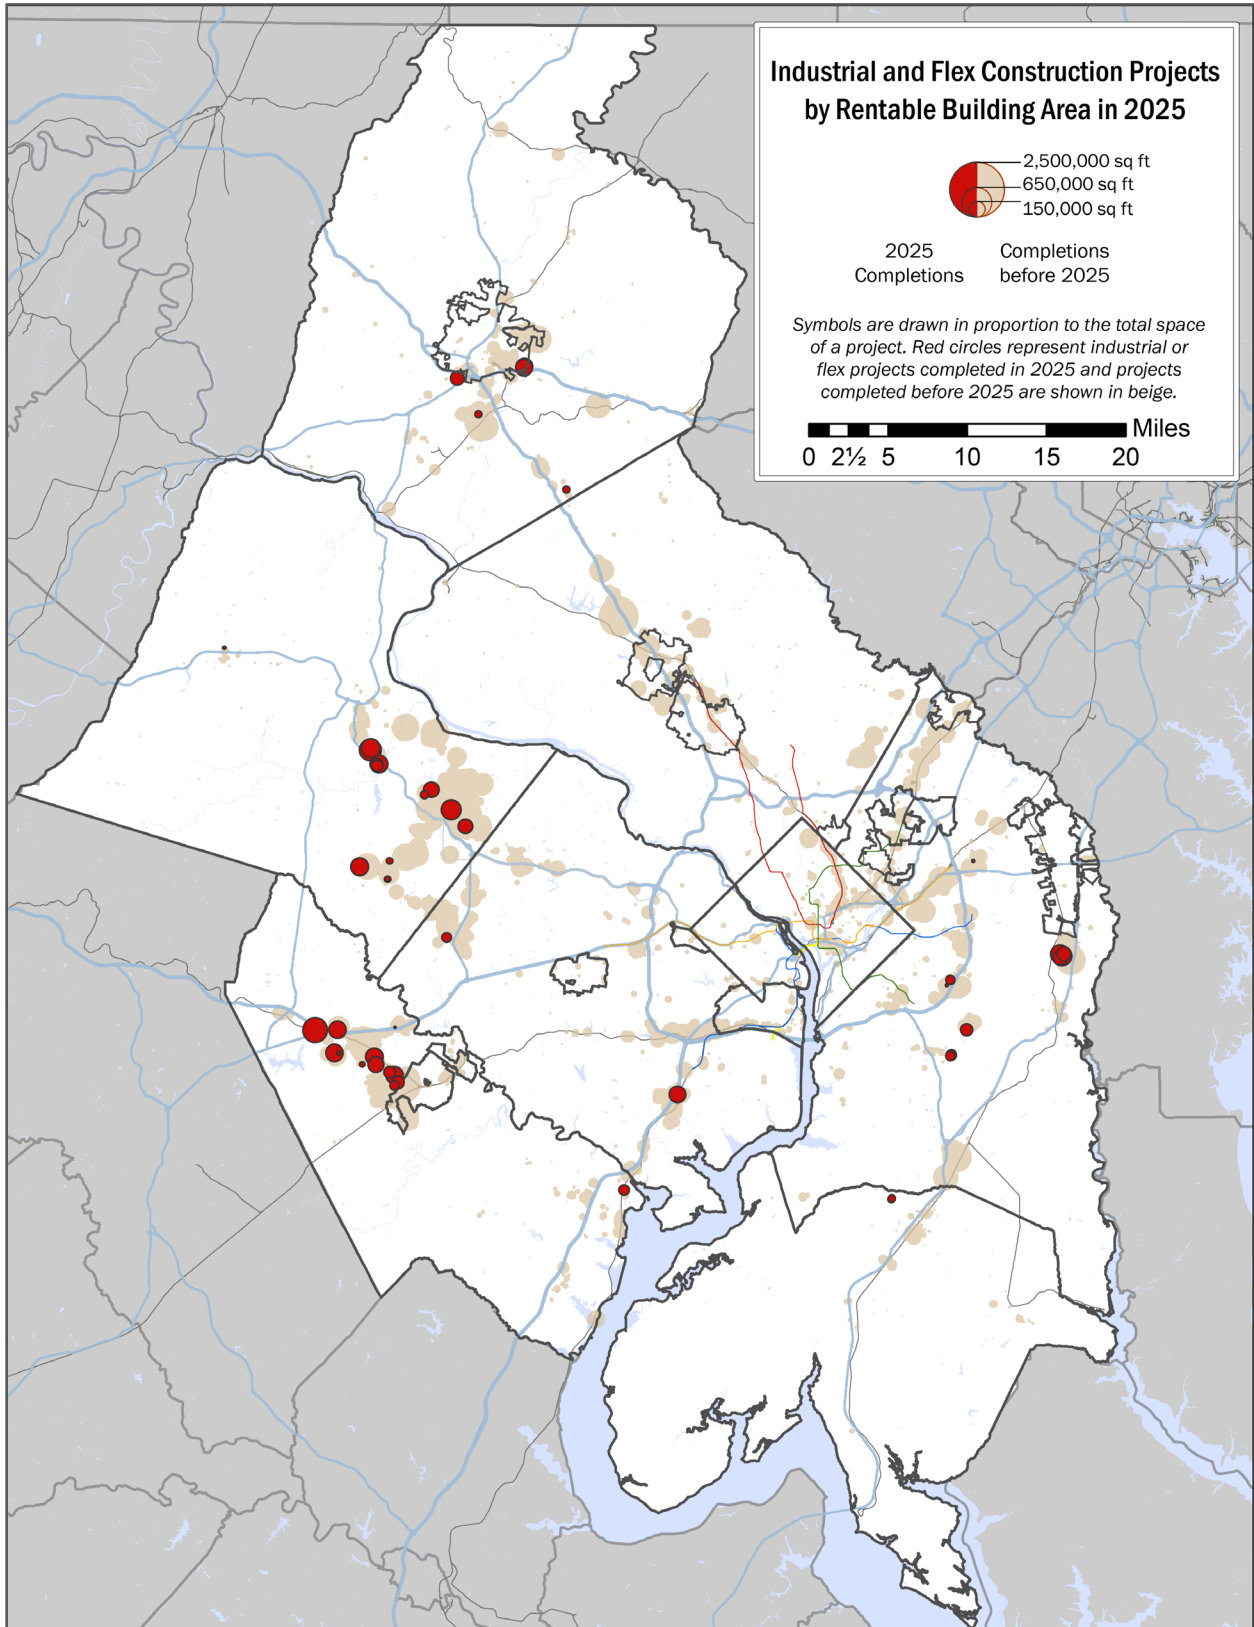 Industrial and Flex Construction Projects
by Rentable Building Area in 2025
2,500,000 sq ft
650,000 sq ft
150,000 sq ft
2025
Completions
Completions
before 2025
Symbols are drawn in proportion to the total space
of a project. Red circles represent industrial or
flex projects completed in 2025 and projects
completed before 2025 are shown in beige.
Miles
0 2½ 5 10 15 20